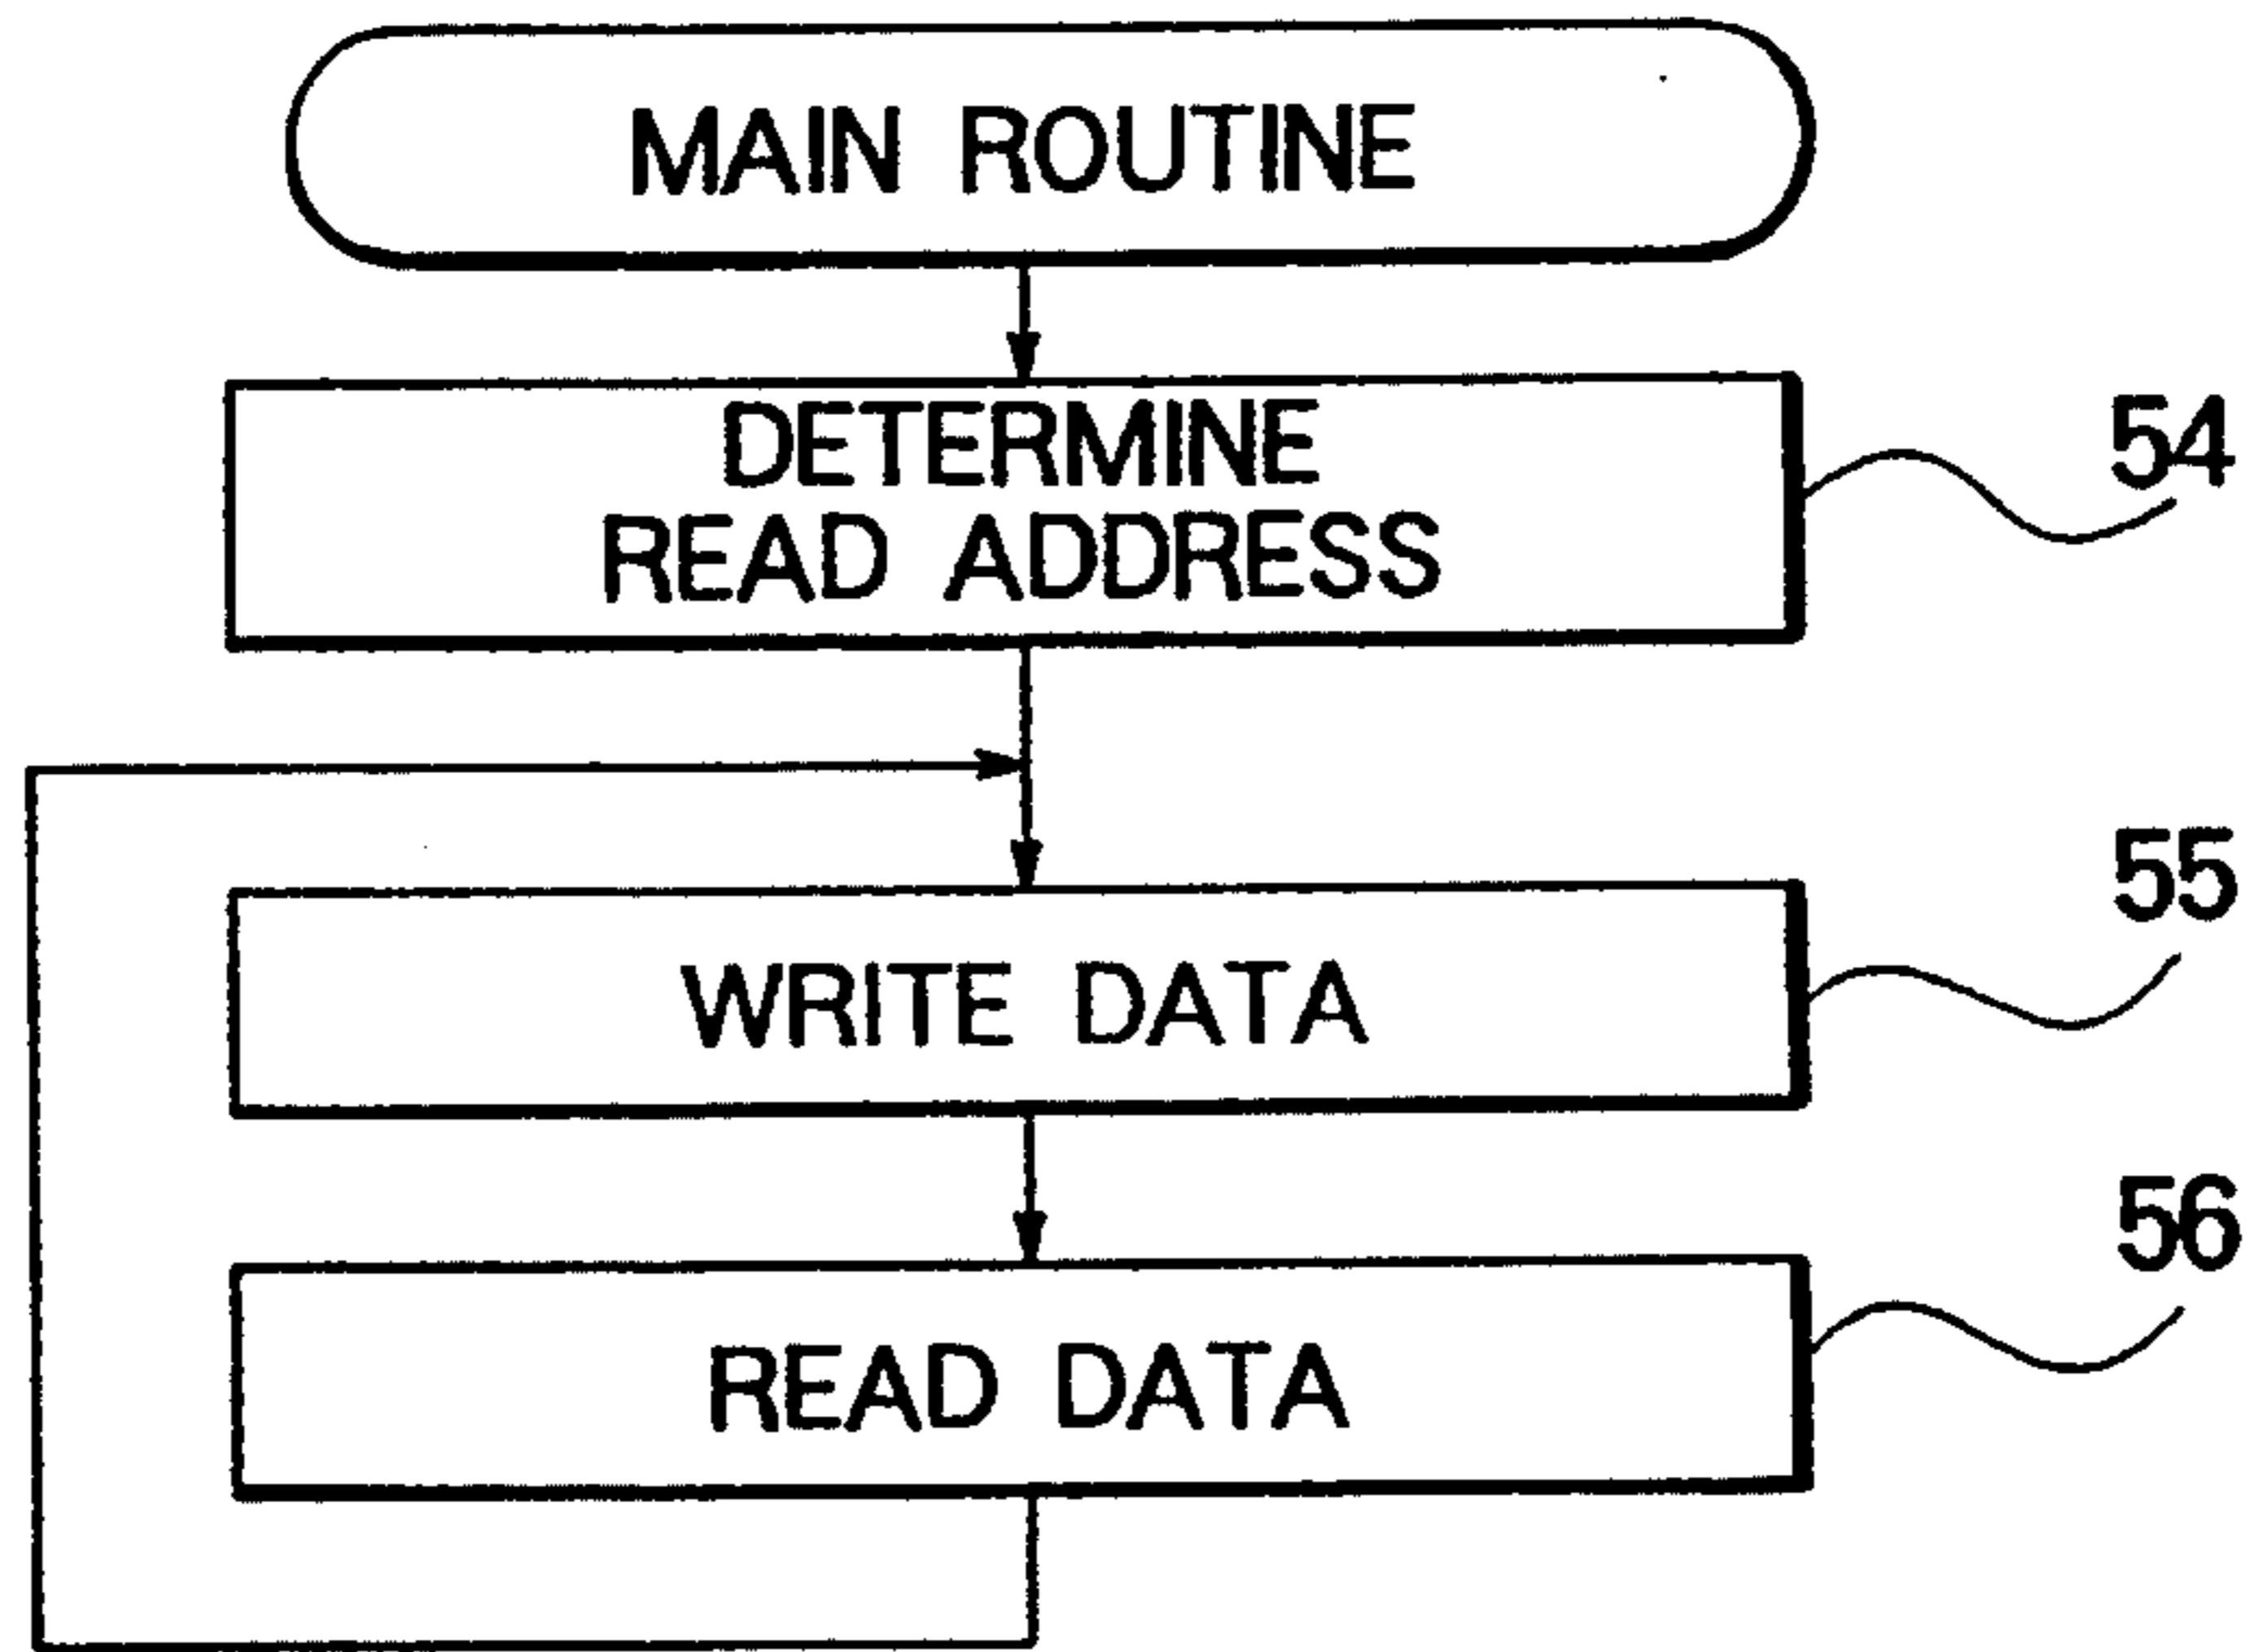 MAIN ROUTINE
DETERMINE
READ ADDRESS
54
WRITE DATA
55
READ DATA
56